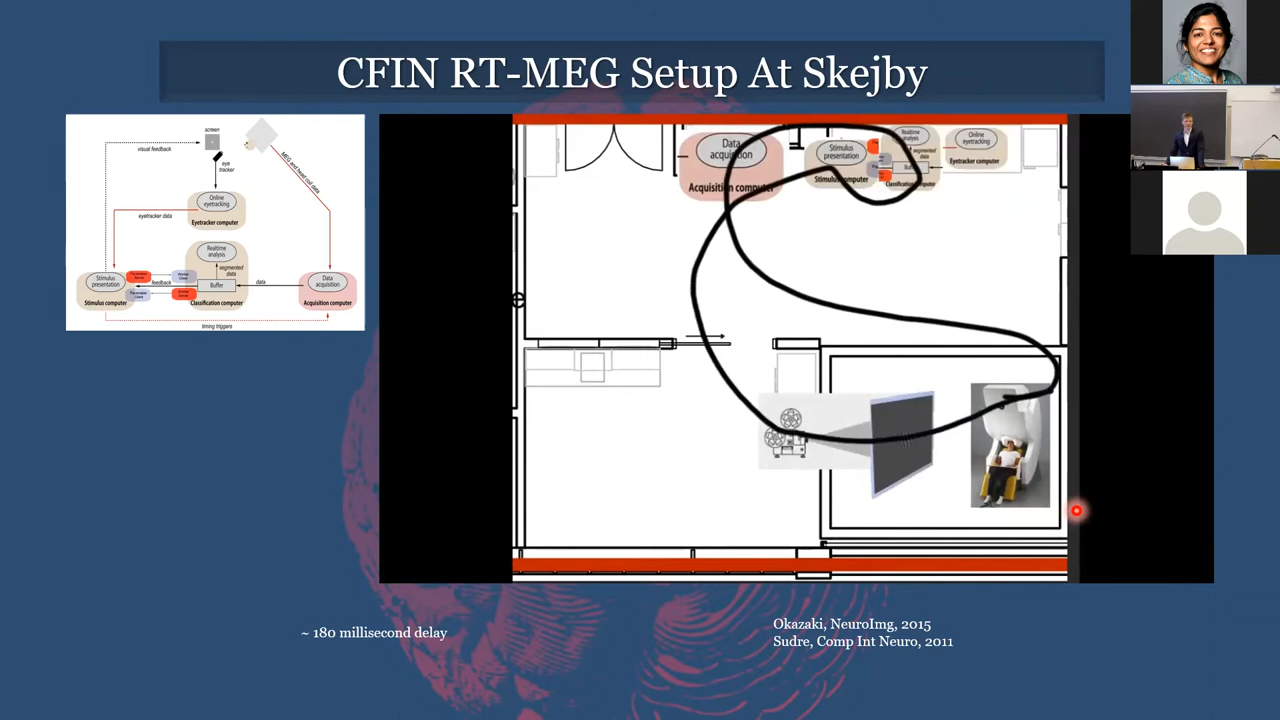 CFIN RT-MEG Setup At Skejby
screen
visual feedback
eye
tracker
MEG and head coil data
Online
eyetracking
eyetracker data
Eyetracker computer
Realtime
analysis
segmented
data
Stimulus
presentation
feedback
Buffer
data
Data
acquisition
Stimulus computer
Classification computer
Acquisition computer
timing triggers
Data
acquisition
Acquisition computer
Stimulus
presentation
Stimulus computer
Realtime
analysis
segmented
data
Classification computer
Online
eyetracking
Eyetracker computer
~ 180 millisecond delay
Okazaki, NeuroImg, 2015
Sudre, Comp Int Neuro, 2011